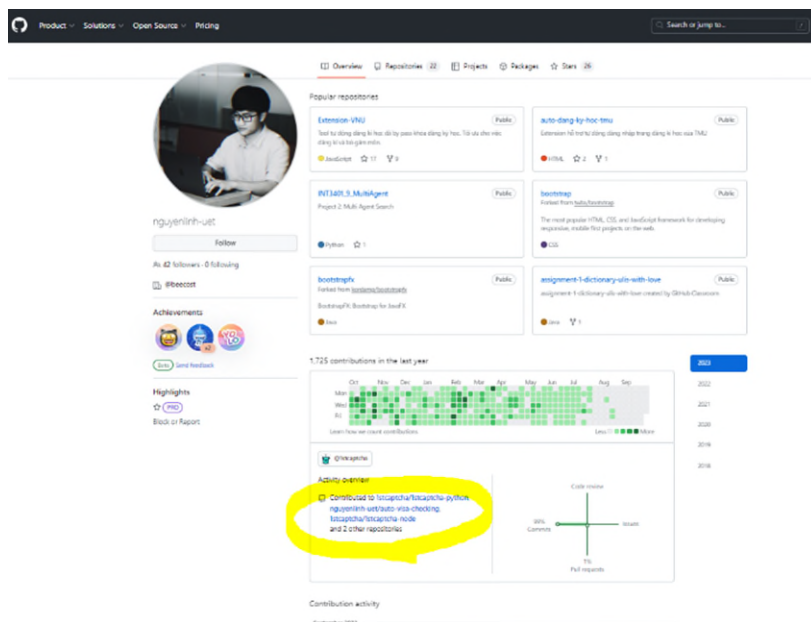 Product
Solutions
Open Source
Pricing
Search or jump to...
Overview
Repositories 22
Projects
Packages
Stars 26
Popular repositories
Extension-VNU
Public
JavaScript 17 8
auto-dang-ky-hoc-tmu
Public
Extension hỗ trợ tự động đăng nhập trang đăng kí học của TMU
HTML 2 1
INT3401_9_MultiAgent
Public
Project 2: Multi-Agent Search
Python 1
bootstrap
Public
Forked from twbs/bootstrap
The most popular HTML, CSS, and JavaScript framework for developing
responsive, mobile first projects on the web.
CSS
bootstrapfx
Public
Forked from kordamp/bootstrapfx
BootstrapFX: Bootstrap for JavaFX
Java
assignment-1-dictionary-ulis-with-love
Public
assignment-1-dictionary-ulis-with-love created by GitHub Classroom
Java 1
nguyenlinh-uet
Follow
42 followers · 0 following
@beecost
Achievements
x2
YOLO
Beta Send feedback
Highlights
PRO
Block or Report
1,725 contributions in the last year
2023
2022
2021
2020
2019
2018
Oct Nov Dec Jan Feb Mar Apr May Jun Jul Aug Sep
Mon
Wed
Fri
Learn how we count contributions
Less More
@1stcaptcha
Activity overview
Contributed to 1stcaptcha/1stcaptcha-python,
nguyenlinh-uet/auto-visa-checking,
1stcaptcha/1stcaptcha-node
and 2 other repositories
Code review
99%
Commits
Issues
1%
Pull requests
Contribution activity